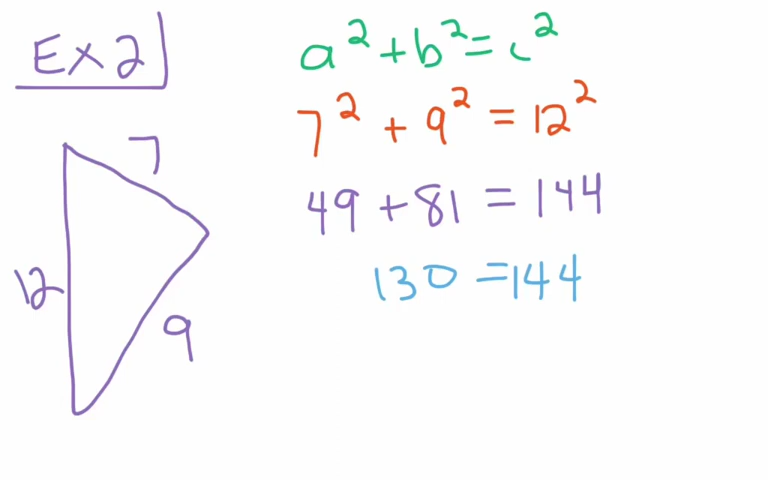 Ex 2
a² + b² = c²
7² + 9² = 12²
49 + 81 = 144
130 = 144
7
12
9